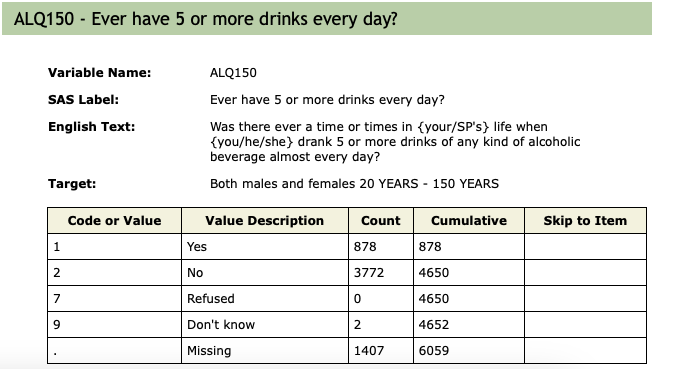 ALQ150 - Ever have 5 or more drinks every day?
Variable Name: ALQ150
SAS Label: Ever have 5 or more drinks every day?
English Text: Was there ever a time or times in {your/SP's} life when
{you/he/she} drank 5 or more drinks of any kind of alcoholic
beverage almost every day?
Target: Both males and females 20 YEARS - 150 YEARS
Code or Value Value Description Count Cumulative Skip to Item
1 Yes 878 878
2 No 3772 4650
7 Refused 0 4650
9 Don't know 2 4652
. Missing 1407 6059